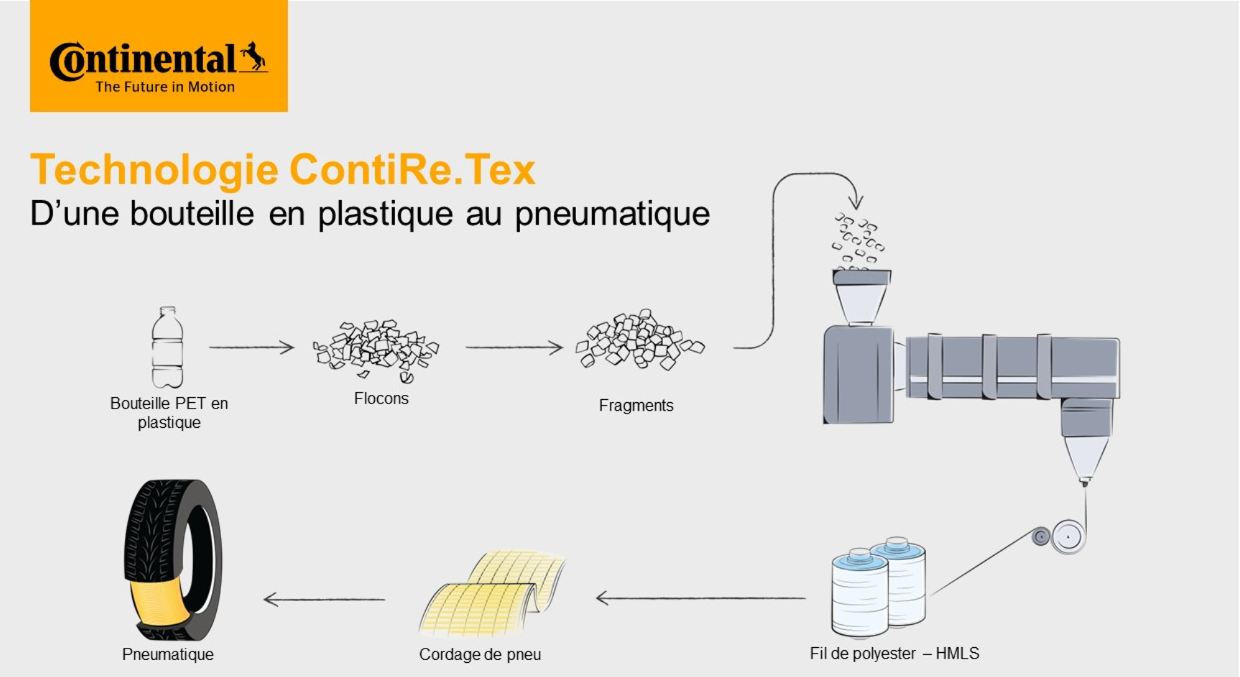 Continental
The Future in Motion
Technologie ContiRe.Tex
D’une bouteille en plastique au pneumatique
Bouteille PET en
plastique
Flocons
Fragments
Pneumatique
Cordage de pneu
Fil de polyester – HMLS